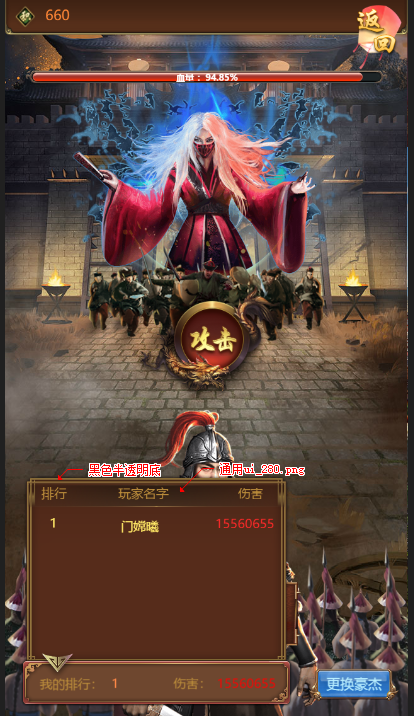 660
返回
血量：94.85%
攻击
黑色半透明底 通用ui_280.png
排行 玩家名字 伤害
1 门嫦曦 15560655
我的排行： 1 伤害： 15560655
更换豪杰